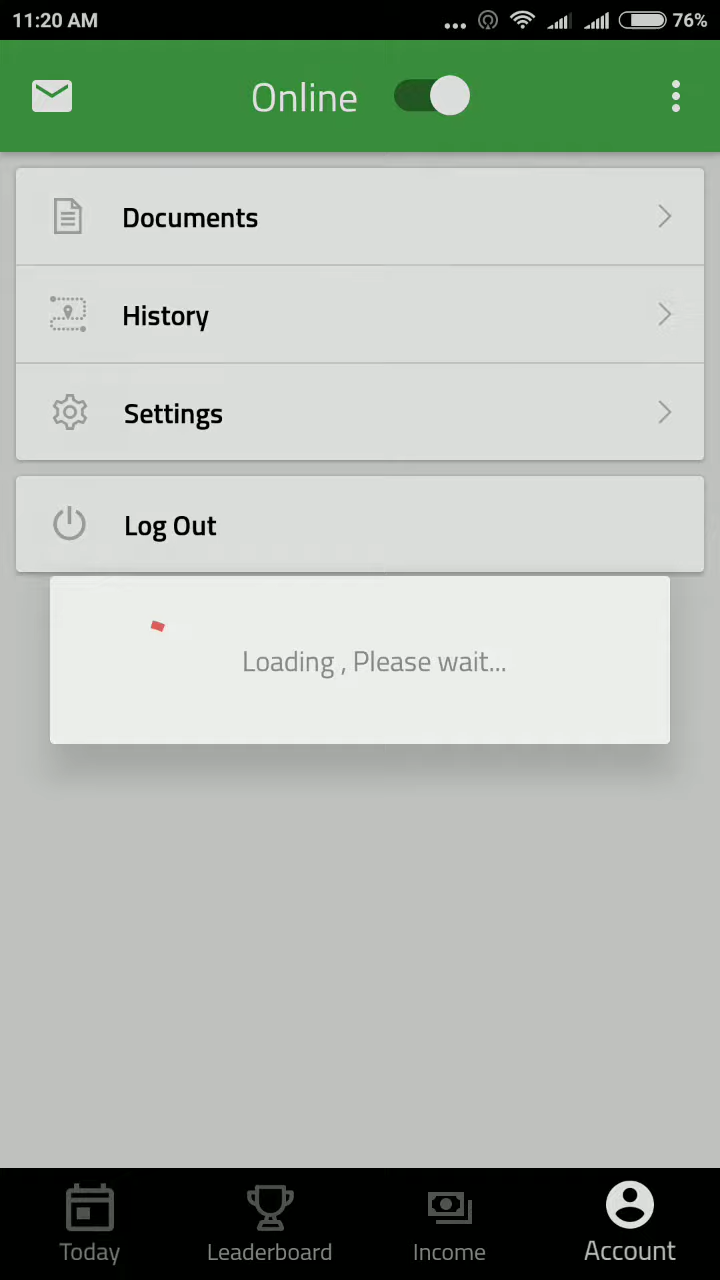 11:20 AM
76%
Online
Documents
History
Settings
Log Out
Loading , Please wait...
Today
Leaderboard
Income
Account